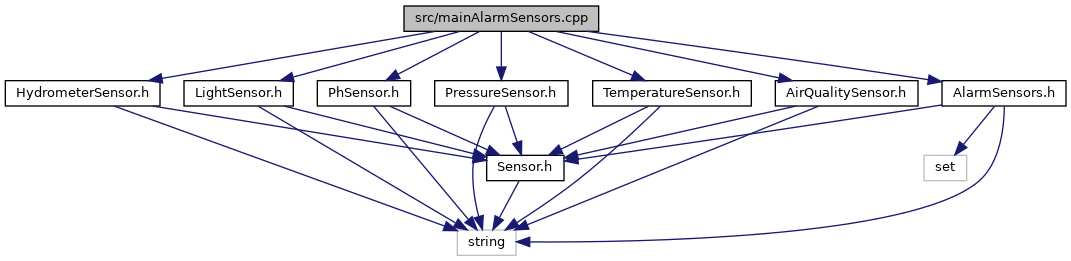 src/mainAlarmSensors.cpp
HydrometerSensor.h
LightSensor.h
PhSensor.h
PressureSensor.h
TemperatureSensor.h
AirQualitySensor.h
AlarmSensors.h
Sensor.h
set
string